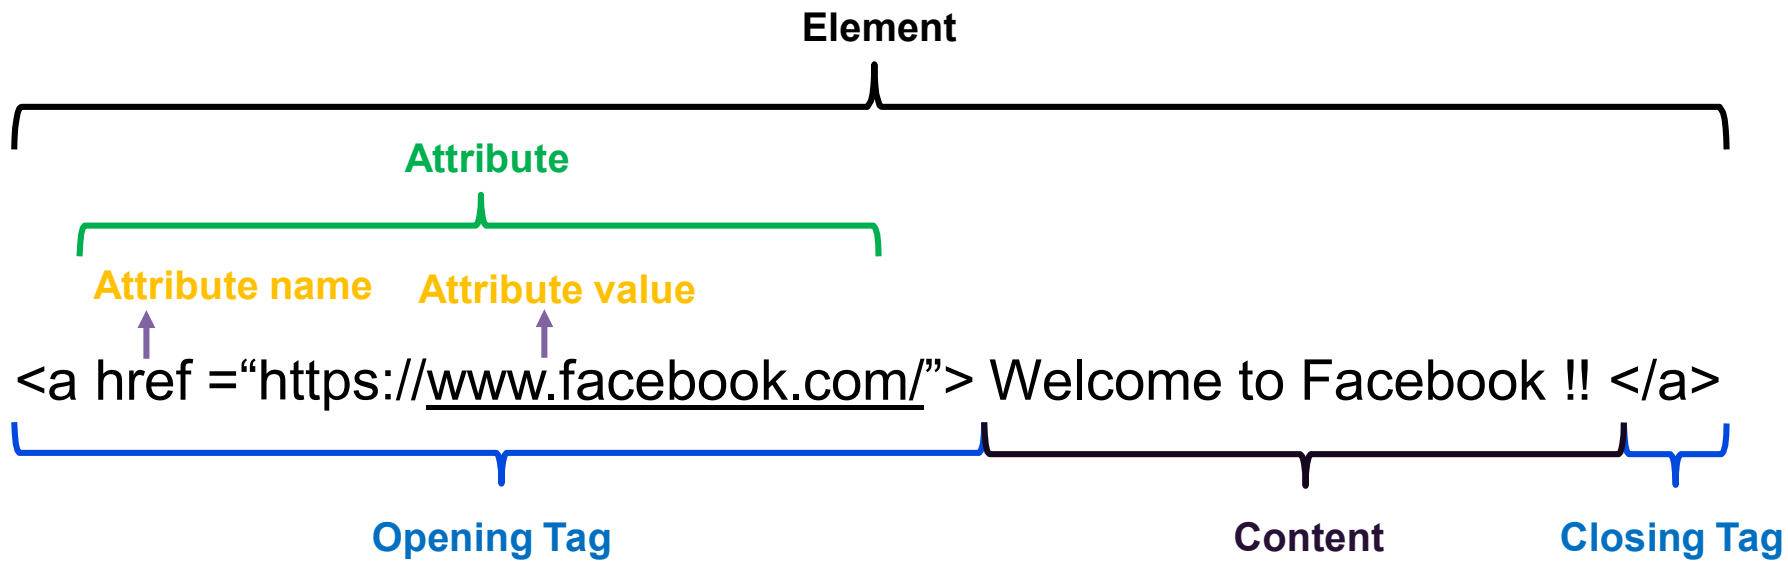 Element
Attribute
Attribute name Attribute value
<a href =“https://www.facebook.com/”> Welcome to Facebook !! </a>
Opening Tag Content Closing Tag